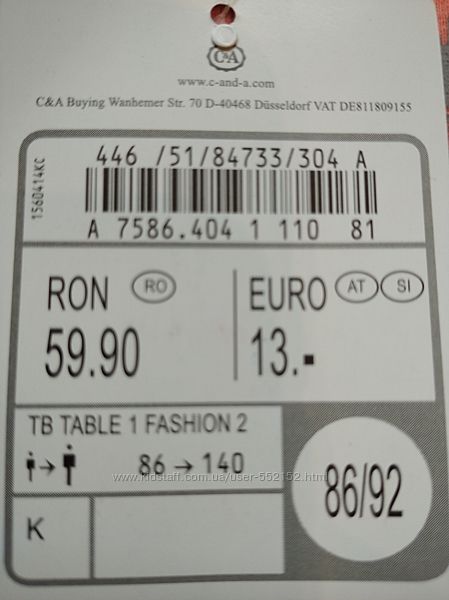 C&A
www.c-and-a.com
C&A Buying Wanhemer Str. 70 D-40468 Düsseldorf VAT DE811809155
1560414KC
446 /51/84733/304 A
A 7586.404 1 110 81
RON RO
59.90
EURO AT SI
13.-
TB TABLE 1 FASHION 2
86 → 140
www.kidstaff.com.ua/user-552152.html
86/92
K